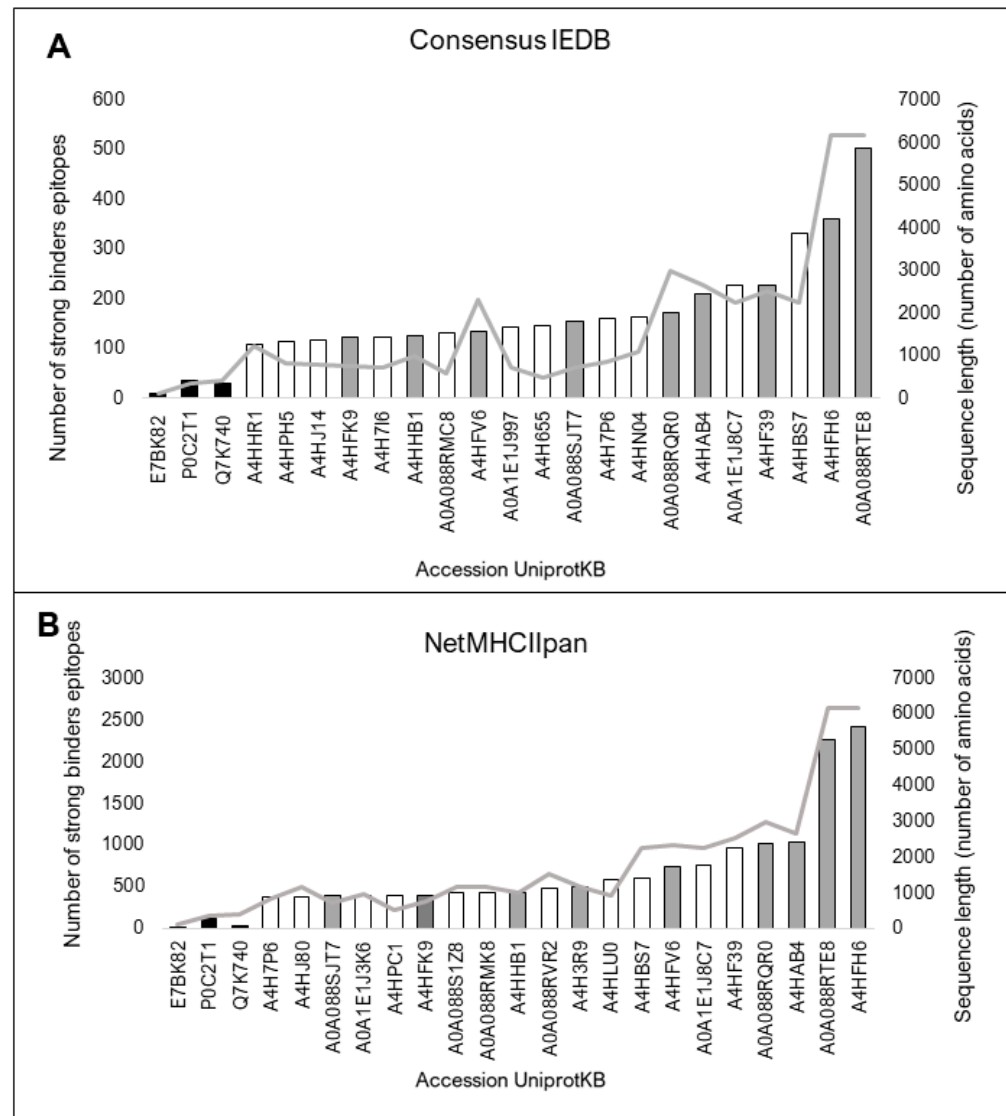 A
Consensus IEDB
Number of strong binders epitopes
600
500
400
300
200
100
0
7000
6000
5000
4000
3000
2000
1000
0
Sequence length (number of amino acids)
E7BK82
P0C2T1
Q7K740
A4HHR1
A4HPH5
A4HJ14
A4HFK9
A4H7I6
A4HHB1
A0A088RMC8
A4HFV6
A0A1E1J997
A4H655
A0A088SJT7
A4H7P6
A4HN04
A0A088RQR0
A4HAB4
A0A1E1J8C7
A4HF39
A4HBS7
A4HFH6
A0A088RTE8
Accession UniprotKB
B
NetMHCIIpan
Number of strong binders epitopes
3000
2500
2000
1500
1000
500
0
7000
6000
5000
4000
3000
2000
1000
0
Sequence length (number of amino acids)
E7BK82
P0C2T1
Q7K740
A4H7P6
A4HJ80
A0A088SJT7
A0A1E1J3K6
A4HPC1
A4HFK9
A0A088S1Z8
A0A088RMK8
A4HHB1
A0A088RVR2
A4H3R9
A4HLU0
A4HBS7
A4HFV6
A0A1E1J8C7
A4HF39
A0A088RQR0
A4HAB4
A0A088RTE8
A4HFH6
Accession UniprotKB